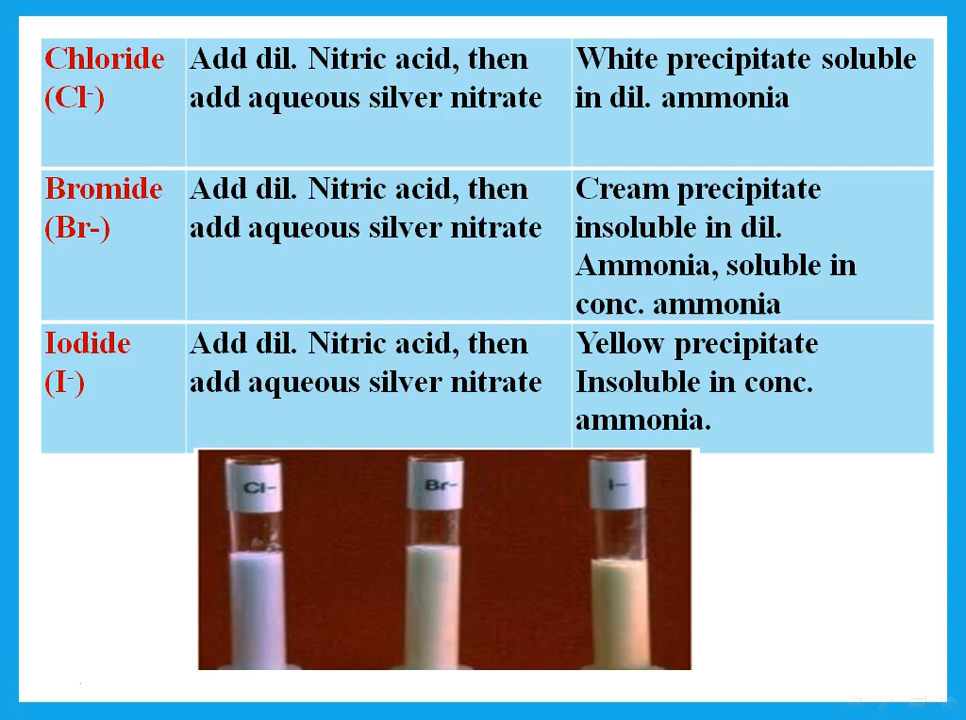 Chloride
(Cl-)
Add dil. Nitric acid, then
add aqueous silver nitrate
White precipitate soluble
in dil. ammonia
Bromide
(Br-)
Add dil. Nitric acid, then
add aqueous silver nitrate
Cream precipitate
insoluble in dil.
Ammonia, soluble in
conc. ammonia
Iodide
(I-)
Add dil. Nitric acid, then
add aqueous silver nitrate
Yellow precipitate
Insoluble in conc.
ammonia.
Cl-
Br-
I-